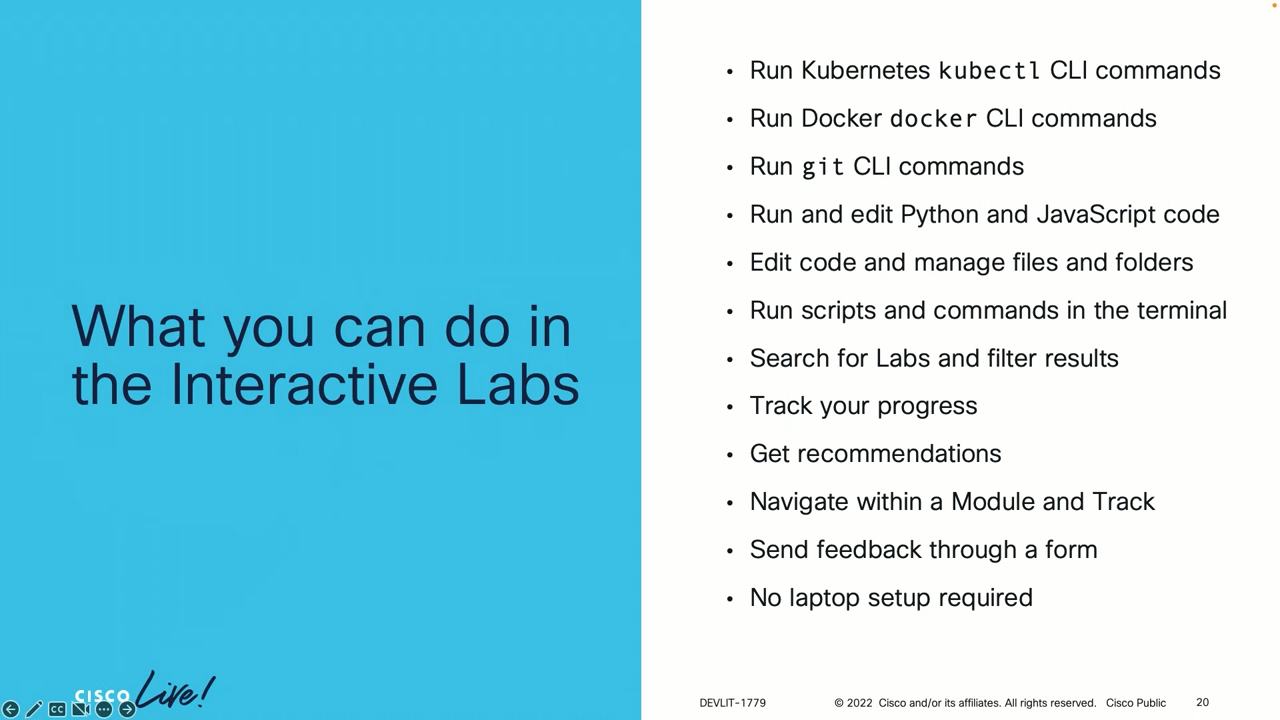 What you can do in
the Interactive Labs
• Run Kubernetes kubectl CLI commands
• Run Docker docker CLI commands
• Run git CLI commands
• Run and edit Python and JavaScript code
• Edit code and manage files and folders
• Run scripts and commands in the terminal
• Search for Labs and filter results
• Track your progress
• Get recommendations
• Navigate within a Module and Track
• Send feedback through a form
• No laptop setup required
CISCO Live!
CC
DEVLIT-1779 © 2022 Cisco and/or its affiliates. All rights reserved. Cisco Public 20